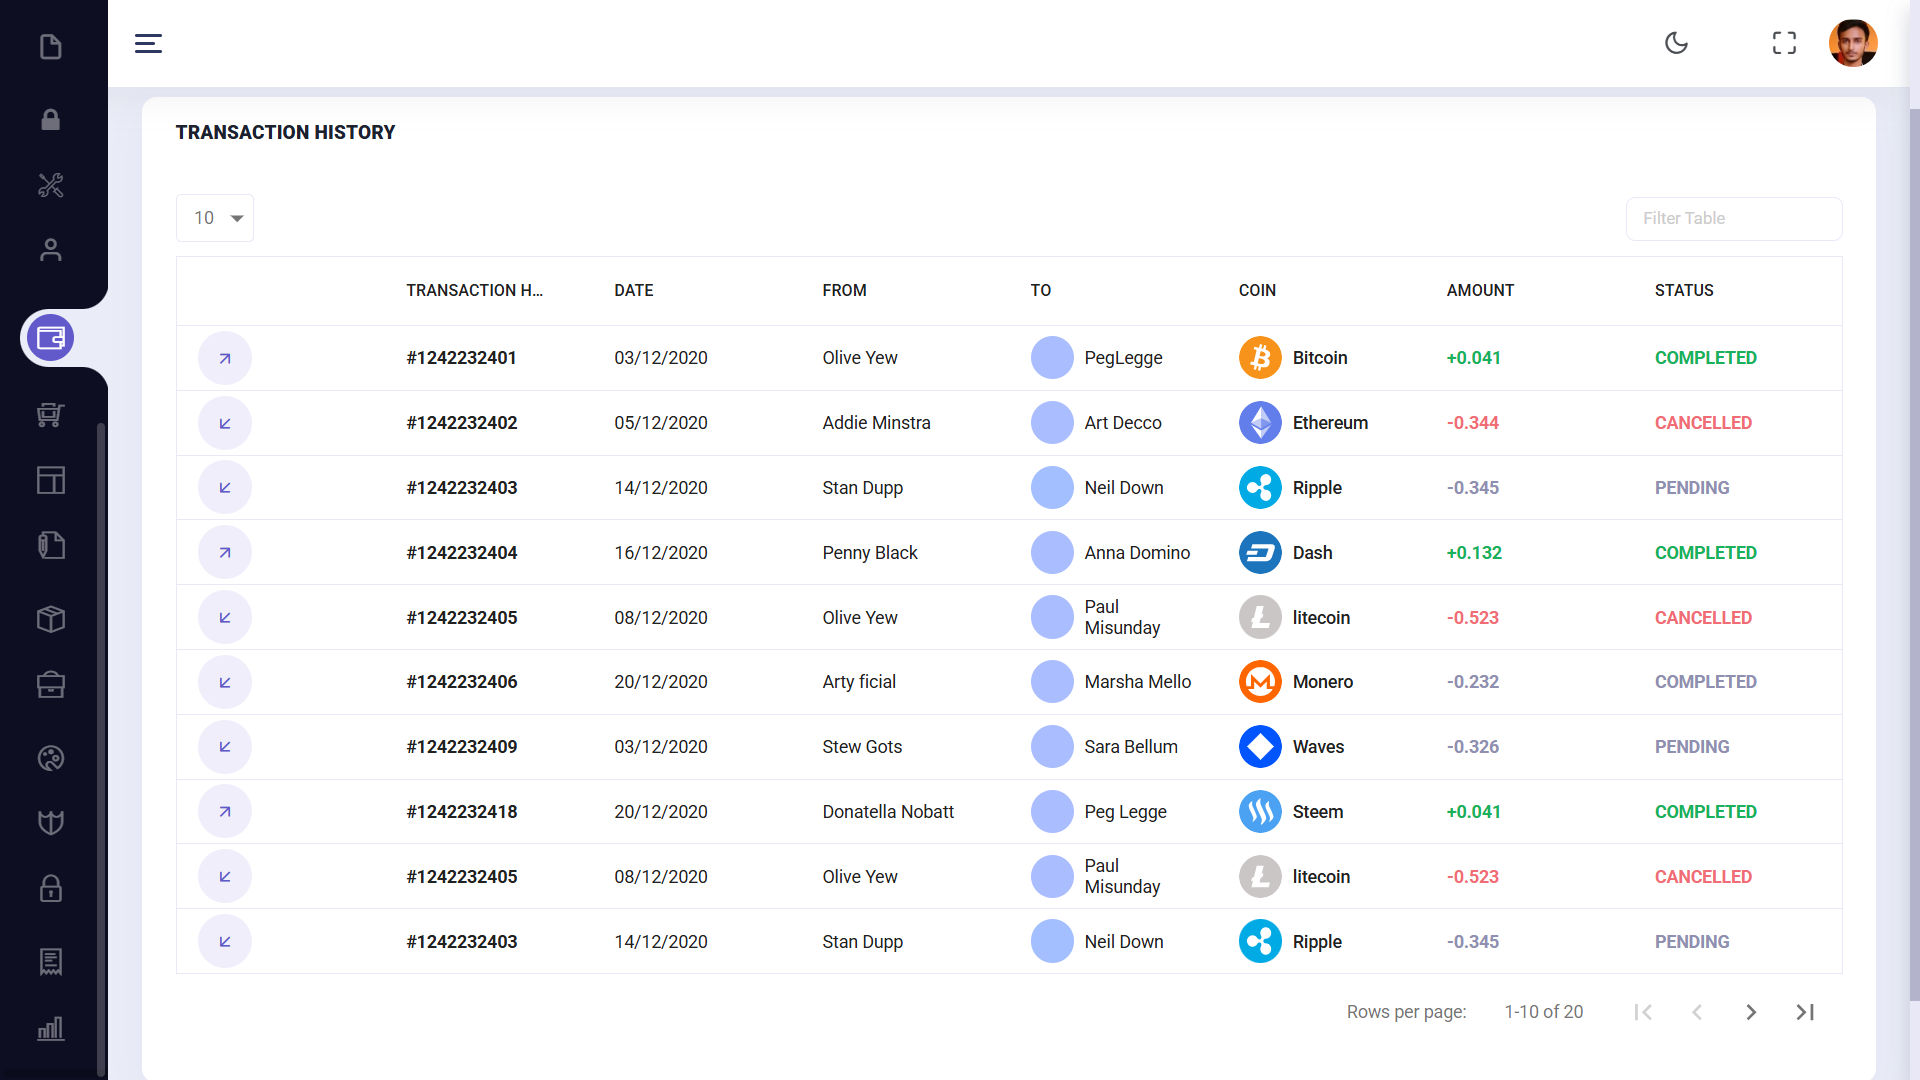 TRANSACTION HISTORY
10
Filter Table
TRANSACTION H... DATE FROM TO COIN AMOUNT STATUS
#1242232401 03/12/2020 Olive Yew PegLegge Bitcoin +0.041 COMPLETED
#1242232402 05/12/2020 Addie Minstra Art Decco Ethereum -0.344 CANCELLED
#1242232403 14/12/2020 Stan Dupp Neil Down Ripple -0.345 PENDING
#1242232404 16/12/2020 Penny Black Anna Domino Dash +0.132 COMPLETED
#1242232405 08/12/2020 Olive Yew Paul Misunday litecoin -0.523 CANCELLED
#1242232406 20/12/2020 Arty ficial Marsha Mello Monero -0.232 COMPLETED
#1242232409 03/12/2020 Stew Gots Sara Bellum Waves -0.326 PENDING
#1242232418 20/12/2020 Donatella Nobatt Peg Legge Steem +0.041 COMPLETED
#1242232405 08/12/2020 Olive Yew Paul Misunday litecoin -0.523 CANCELLED
#1242232403 14/12/2020 Stan Dupp Neil Down Ripple -0.345 PENDING
Rows per page: 1-10 of 20